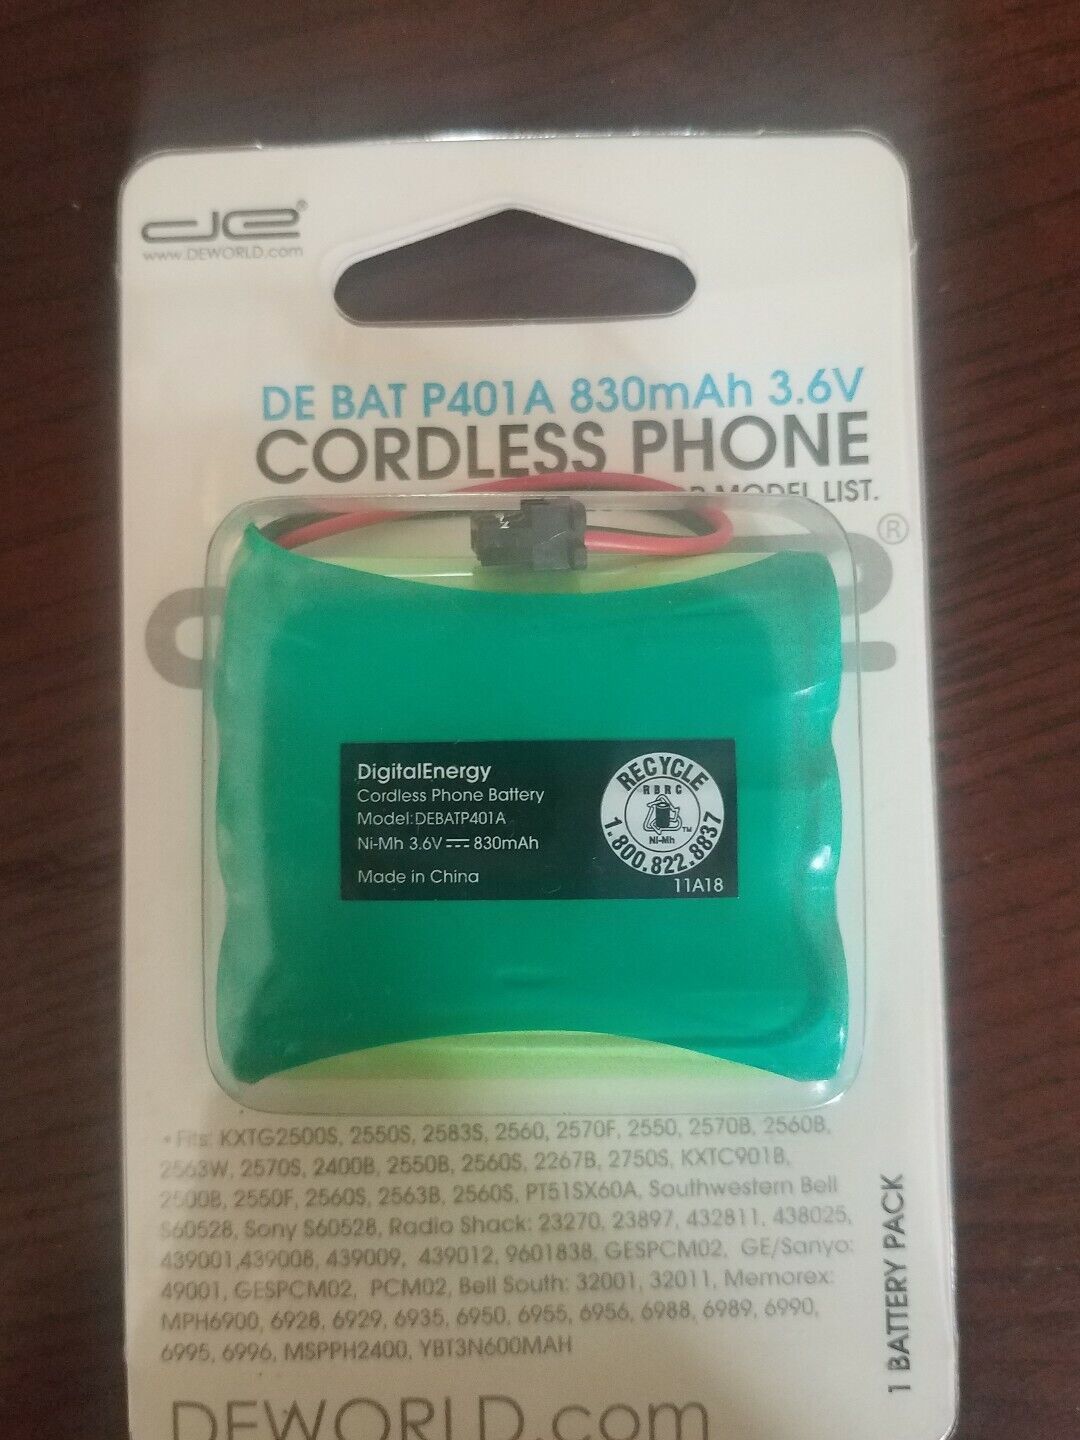 de®
www.DEWORLD.com
DE BAT P401A 830mAh 3.6V
CORDLESS PHONE
MODEL LIST.
®
DigitalEnergy
Cordless Phone Battery
Model:DEBATP401A
Ni-Mh 3.6V 830mAh
Made in China
RECYCLE
RBRC
TM
Ni-Mh
1.800.822.8837
11A18
• Fits: KXTG2500S, 2550S, 2583S, 2560, 2570F, 2550, 2570B, 2560B,
2563W, 2570S, 2400B, 2550B, 2560S, 2267B, 2750S, KXTC901B,
2500B, 2550F, 2560S, 2563B, 2560S, PT51SX60A, Southwestern Bell
S60528, Sony S60528, Radio Shack: 23270, 23897, 432811, 438025,
439001,439008, 439009, 439012, 9601838, GESPCM02, GE/Sanyo:
49001, GESPCM02, PCM02, Bell South: 32001, 32011, Memorex:
MPH6900, 6928, 6929, 6935, 6950, 6955, 6956, 6988, 6989, 6990,
6995, 6996, MSPPH2400, YBT3N600MAH
1 BATTERY PACK
DEWORLD.com